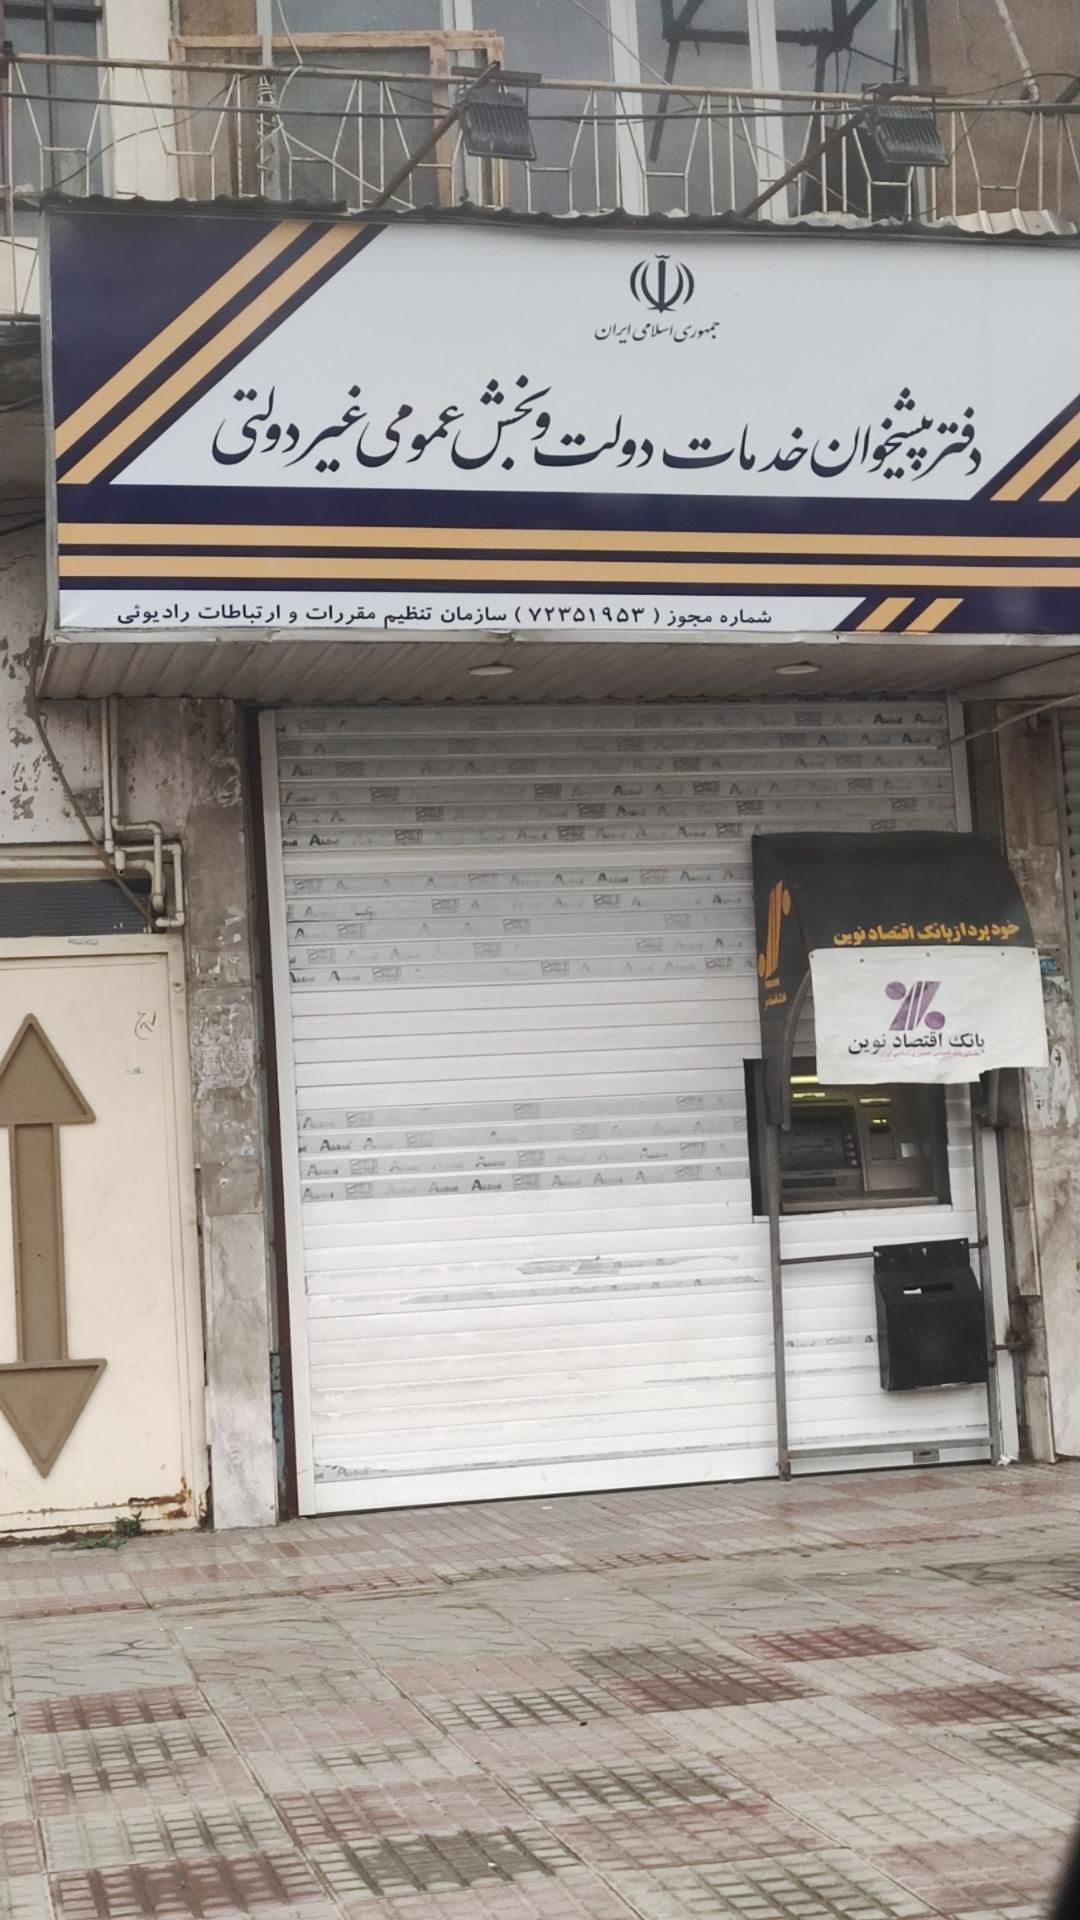 جمهوری اسلامی ایران
دفتر پیشخوان خدمات دولت و بخش عمومی غیر دولتی
شماره مجوز ( ۷۲۳۵۱۹۵۳ ) سازمان تنظیم مقررات و ارتباطات رادیوئی
خودپرداز بانک اقتصاد نوین
بانک اقتصاد نوین